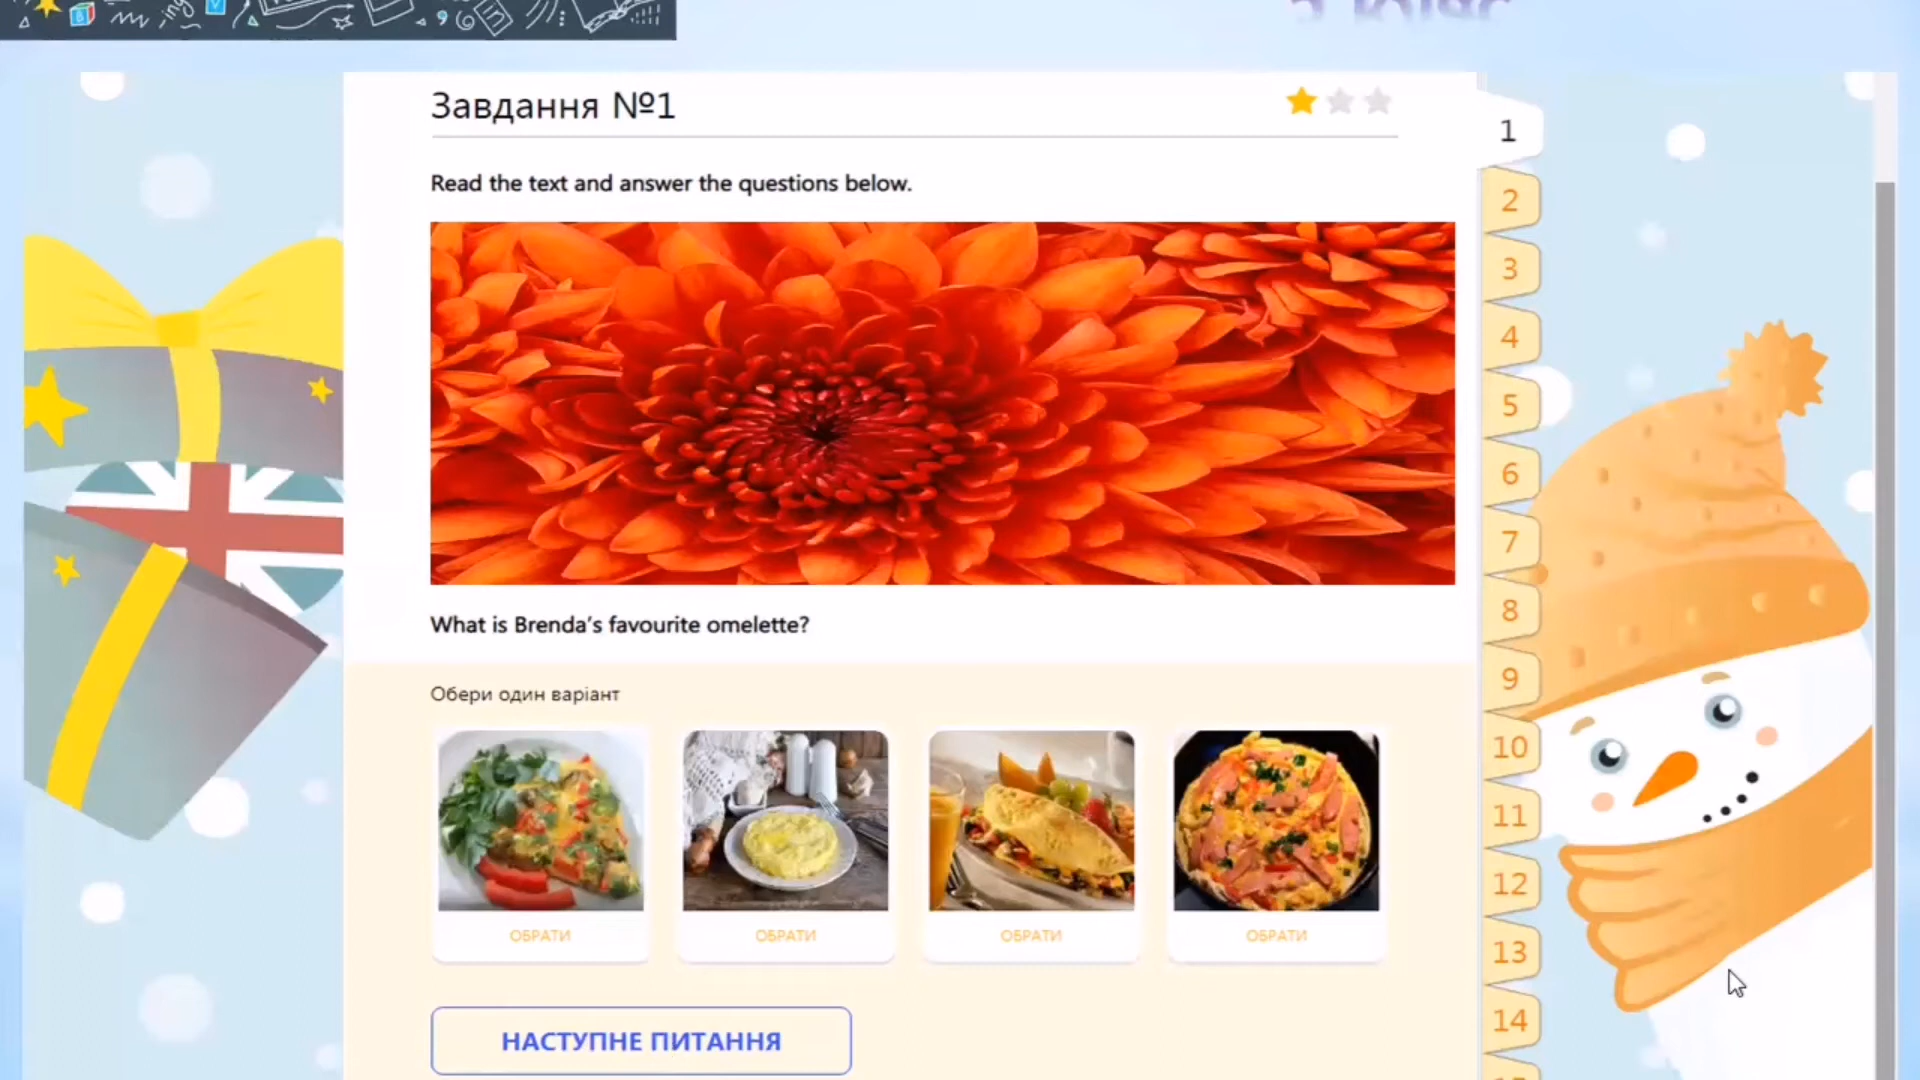 Завдання №1
Read the text and answer the questions below.
What is Brenda's favourite omelette?
Обери один варіант
ОБРАТИ
ОБРАТИ
ОБРАТИ
ОБРАТИ
НАСТУПНЕ ПИТАННЯ
1
2
3
4
5
6
7
8
9
10
11
12
13
14